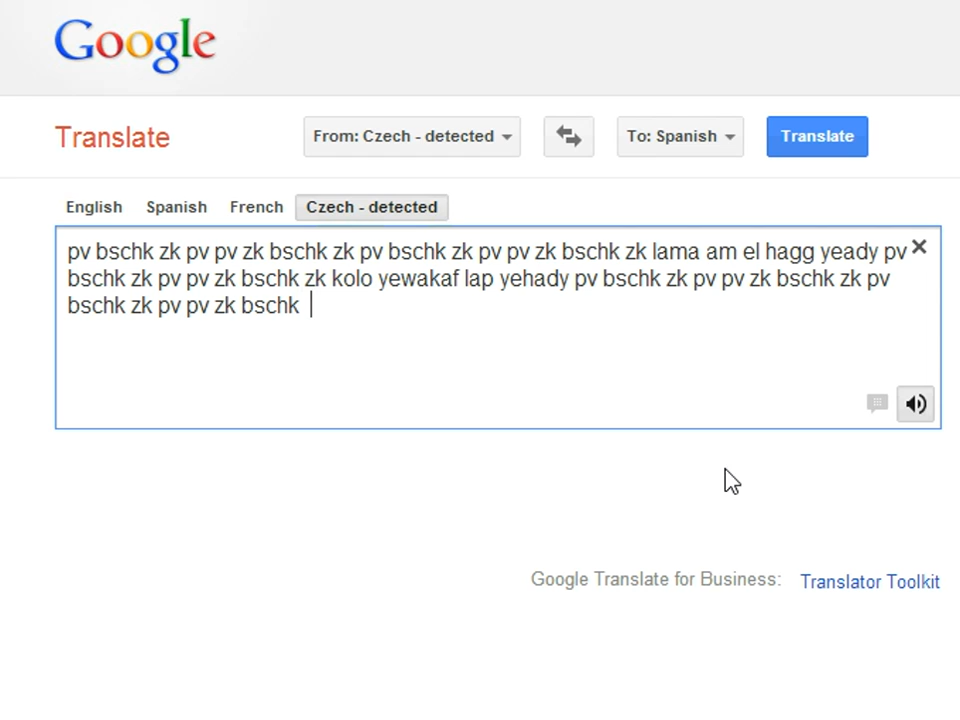 Google
Translate
From: Czech - detected
To: Spanish
Translate
English Spanish French Czech - detected
pv bschk zk pv pv zk bschk zk pv bschk zk pv pv zk bschk zk lama am el hagg yeady pv
bschk zk pv pv zk bschk zk kolo yewakaf lap yehady pv bschk zk pv pv zk bschk zk pv
bschk zk pv pv zk bschk
Google Translate for Business: Translator Toolkit